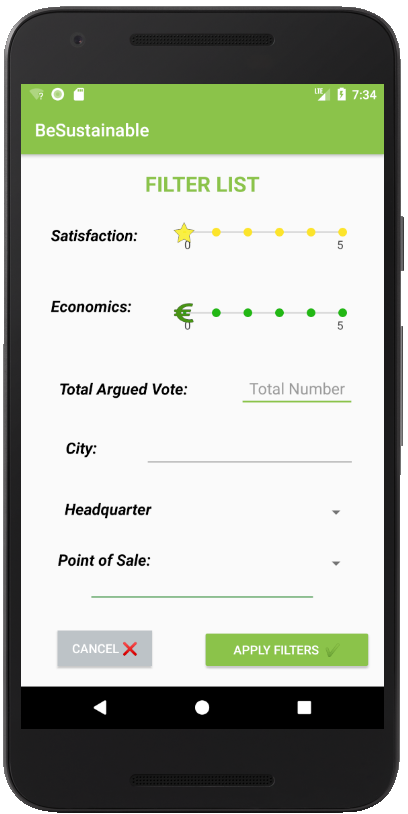 LTE 7:34
BeSustainable
FILTER LIST
Satisfaction:
0 5
Economics:
0 5
Total Argued Vote: Total Number
City:
Headquarter
Point of Sale:
CANCEL APPLY FILTERS